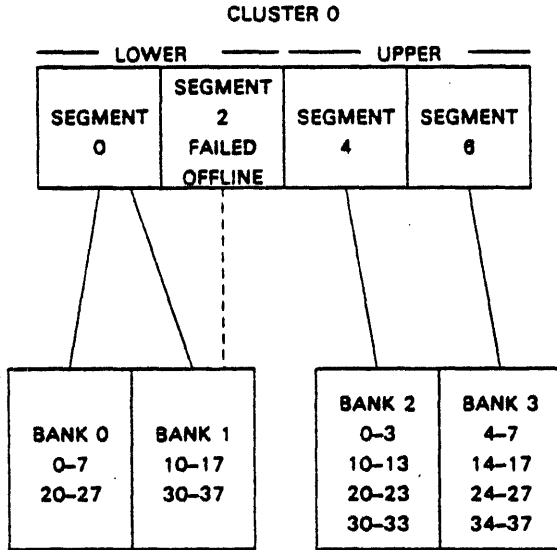 CLUSTER 0
LOWER UPPER
SEGMENT
0
SEGMENT
2
FAILED
OFFLINE
SEGMENT
4
SEGMENT
6
BANK 0
0–7
20–27
BANK 1
10–17
30–37
BANK 2
0–3
10–13
20–23
30–33
BANK 3
4–7
14–17
24–27
34–37